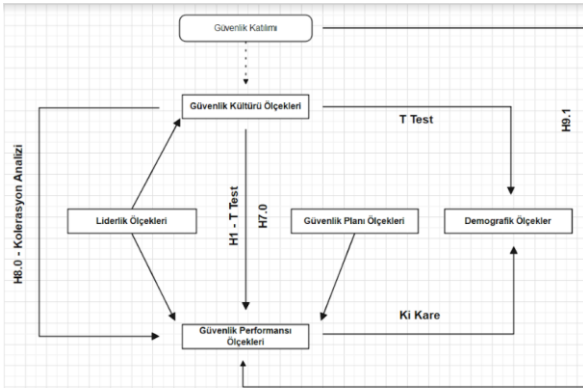 Güvenlik Katılımı
Güvenlik Kültürü Ölçekleri
T Test
H9.1
H8.0 - Kolerasyon Analizi
H1 - T Test
H7.0
Liderlik Ölçekleri
Güvenlik Planı Ölçekleri
Demografik Ölçekler
Güvenlik Performansı
Ölçekleri
Ki Kare